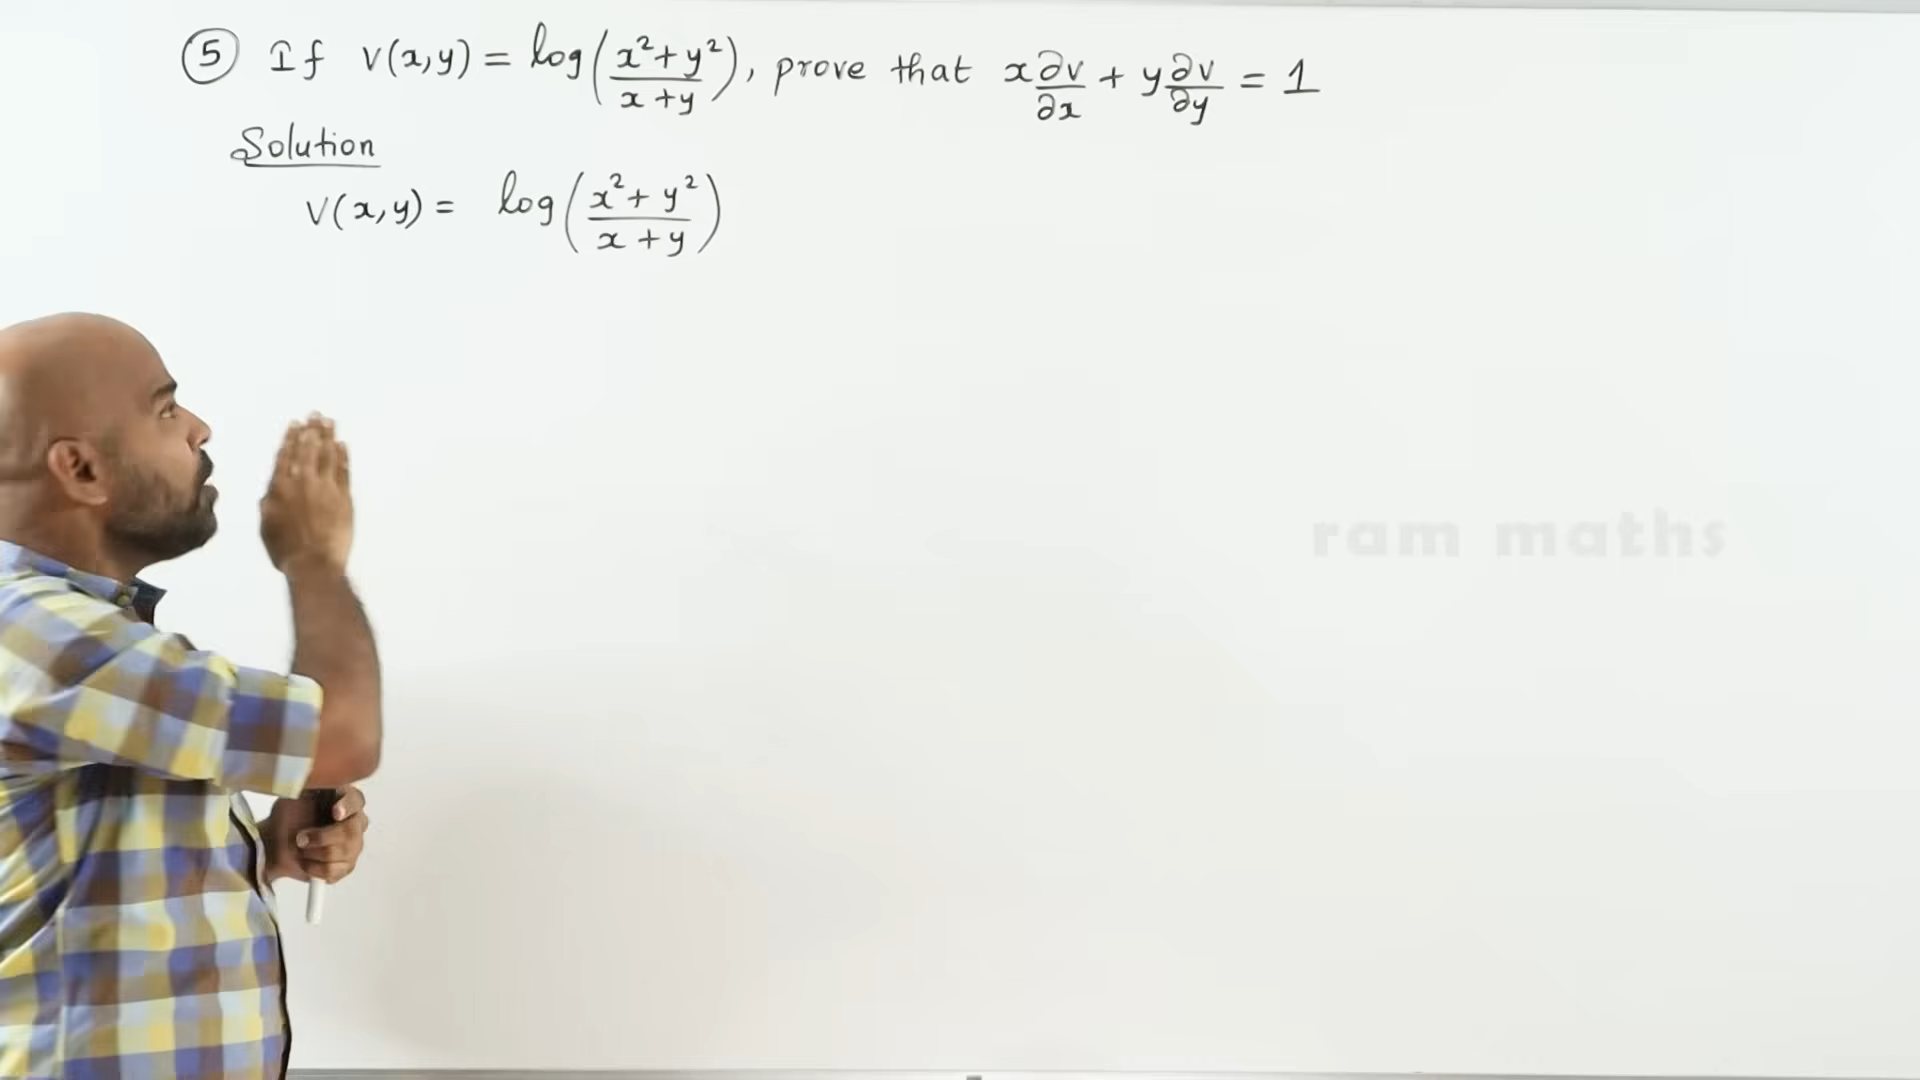 ⑤ If v(x,y) = log((x²+y²)/(x+y)), prove that x ∂v/∂x + y ∂v/∂y = 1
Solution
v(x,y) = log((x²+y²)/(x+y))
ram maths